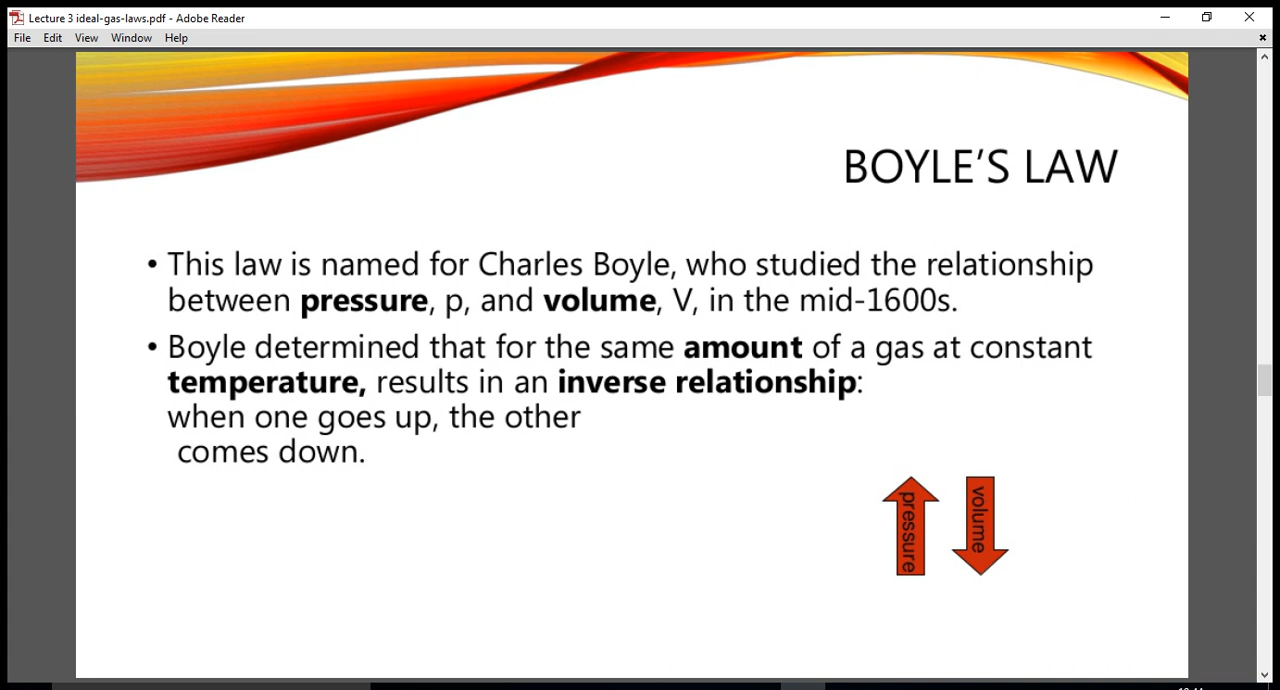 Lecture 3 ideal-gas-laws.pdf - Adobe Reader
File Edit View Window Help
BOYLE’S LAW
• This law is named for Charles Boyle, who studied the relationship
between pressure, p, and volume, V, in the mid-1600s.
• Boyle determined that for the same amount of a gas at constant
temperature, results in an inverse relationship:
when one goes up, the other
comes down.
pressure
volume